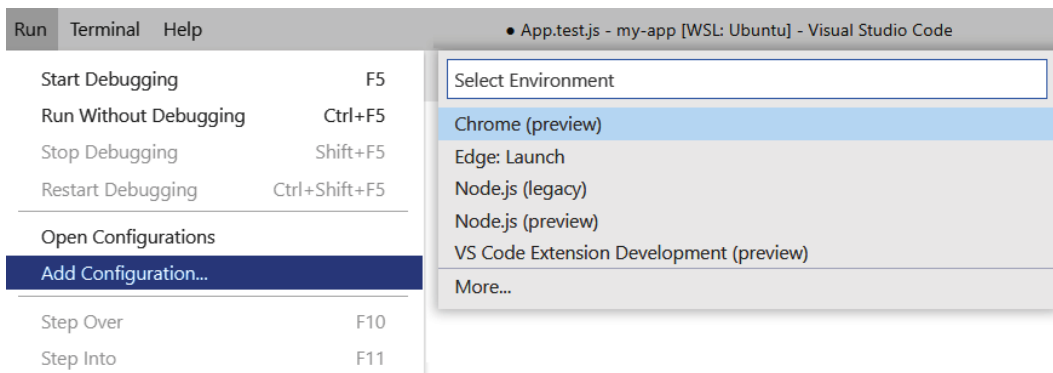 Run Terminal Help
● App.test.js - my-app [WSL: Ubuntu] - Visual Studio Code
Start Debugging F5
Run Without Debugging Ctrl+F5
Stop Debugging Shift+F5
Restart Debugging Ctrl+Shift+F5
Open Configurations
Add Configuration...
Step Over F10
Step Into F11
Select Environment
Chrome (preview)
Edge: Launch
Node.js (legacy)
Node.js (preview)
VS Code Extension Development (preview)
More...